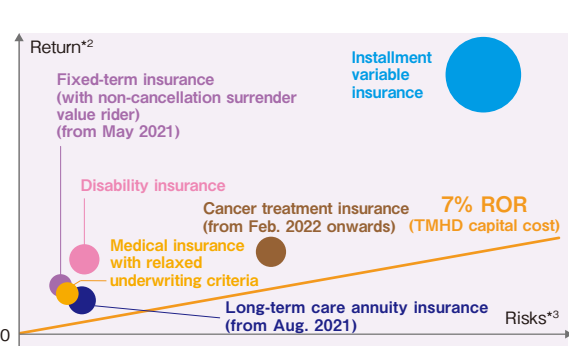 Return*2
Installment
variable
insurance
Fixed-term insurance
(with non-cancellation surrender
value rider)
(from May 2021)
Disability insurance
Cancer treatment insurance
(from Feb. 2022 onwards)
7% ROR
(TMHD capital cost)
Medical insurance
with relaxed
underwriting criteria
Long-term care annuity insurance
(from Aug. 2021)
Risks*3
0